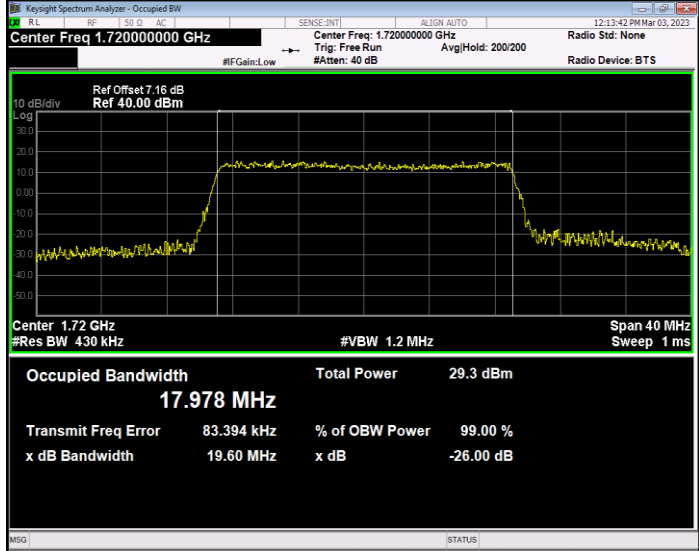 Keysight Spectrum Analyzer - Occupied BW
RL RF 50 Ω AC SENSE:INT ALIGN AUTO 12:13:42 PM Mar 03, 2023
Center Freq 1.720000000 GHz
Center Freq: 1.720000000 GHz
Radio Std: None
Trig: Free Run Avg|Hold: 200/200
#IFGain:Low #Atten: 40 dB Radio Device: BTS
Ref Offset 7.16 dB
10 dB/div Ref 40.00 dBm
Log
30.0
20.0
10.0
0.00
-10.0
-20.0
-30.0
-40.0
-50.0
Center 1.72 GHz Span 40 MHz
#Res BW 430 kHz #VBW 1.2 MHz Sweep 1 ms
Occupied Bandwidth Total Power 29.3 dBm
17.978 MHz
Transmit Freq Error 83.394 kHz % of OBW Power 99.00 %
x dB Bandwidth 19.60 MHz x dB -26.00 dB
MSG STATUS